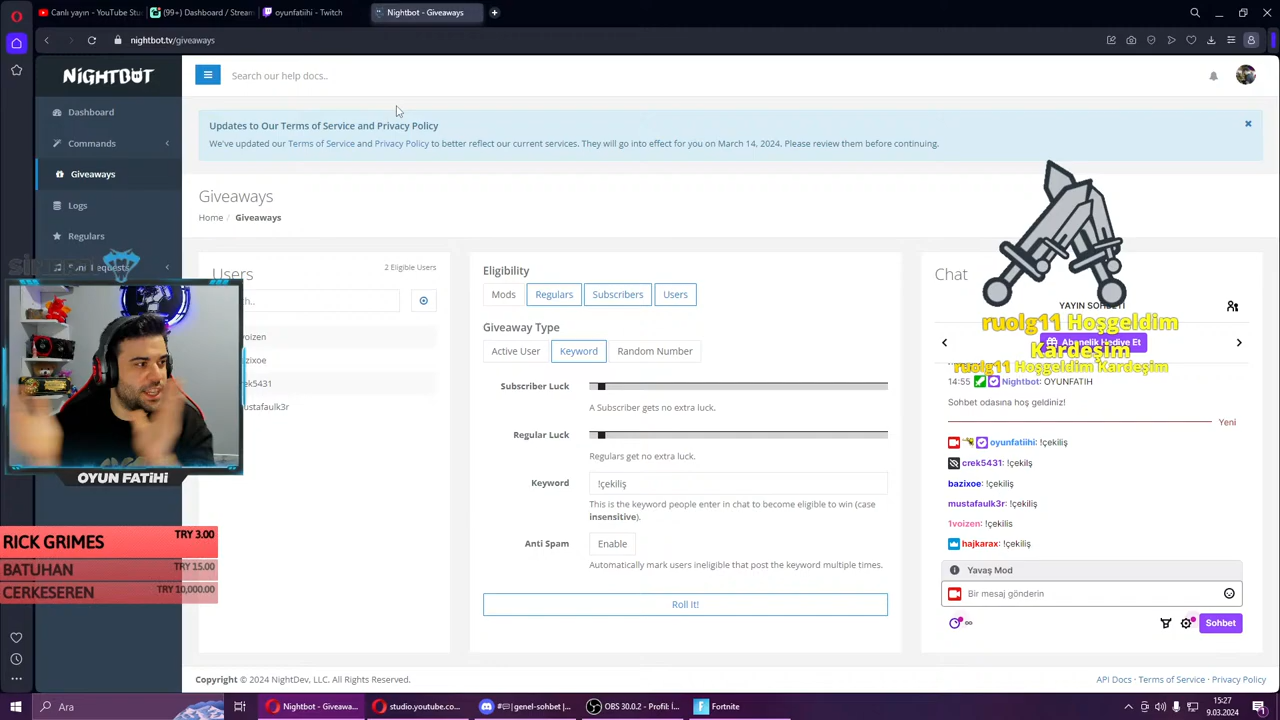 Canlı yayın - YouTube Stu
(99+) Dashboard / Stream
oyunfatihi - Twitch
Nightbot - Giveaways
nightbot.tv/giveaways
NIGHTBOT
Search our help docs..
Dashboard
Commands
Giveaways
Logs
Regulars
Updates to Our Terms of Service and Privacy Policy
We've updated our Terms of Service and Privacy Policy to better reflect our current services. They will go into effect for you on March 14, 2024. Please review them before continuing.
Giveaways
Home / Giveaways
Users
2 Eligible Users
crek5431
mustafaulk3r
OYUN FATiHi
RICK GRIMES TRY 3.00
BATUHAN TRY 15.00
CERKESEREN TRY 10,000.00
Eligibility
Mods Regulars Subscribers Users
Giveaway Type
Active User Keyword Random Number
Subscriber Luck
A Subscriber gets no extra luck.
Regular Luck
Regulars get no extra luck.
Keyword
!çekiliş
This is the keyword people enter in chat to become eligible to win (case
insensitive).
Anti Spam
Enable
Automatically mark users ineligible that post the keyword multiple times.
Roll It!
Chat
YAYIN SOHBETİ
ruolg11 Hoşgeldim
Kardeşim
Abonelik Hediye Et
ruolg11 Hoşgeldim Kardeşim
14:55 Nightbot: OYUNFATIH
Sohbet odasına hoş geldiniz!
Yeni
oyunfatiihi: !çekiliş
crek5431: !çekilş
bazixoe: !çekiliş
mustafaulk3r: !çekiliş
1voizen: !çekilis
hajkarax: !çekiliş
Yavaş Mod
Bir mesaj gönderin
Sohbet
Copyright © 2024 NightDev, LLC. All Rights Reserved.
API Docs - Terms of Service - Privacy Policy
Ara
Nightbot - Giveawa...
studio.youtube.co...
#|genel-sohbet |...
OBS 30.0.2 - Profil: İ...
Fortnite
15:27
9.03.2024